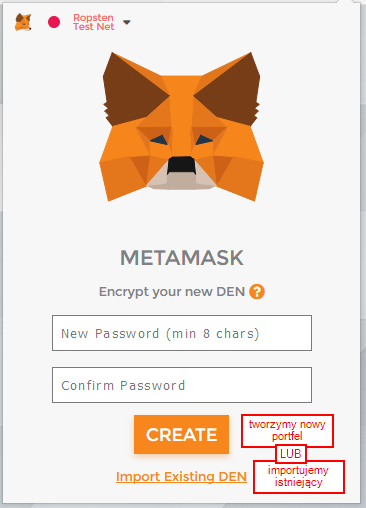 Ropsten
Test Net
METAMASK
Encrypt your new DEN ?
New Password (min 8 chars)
Confirm Password
CREATE
tworzymy nowy
portfel
LUB
Import Existing DEN
importujemy
istniejący